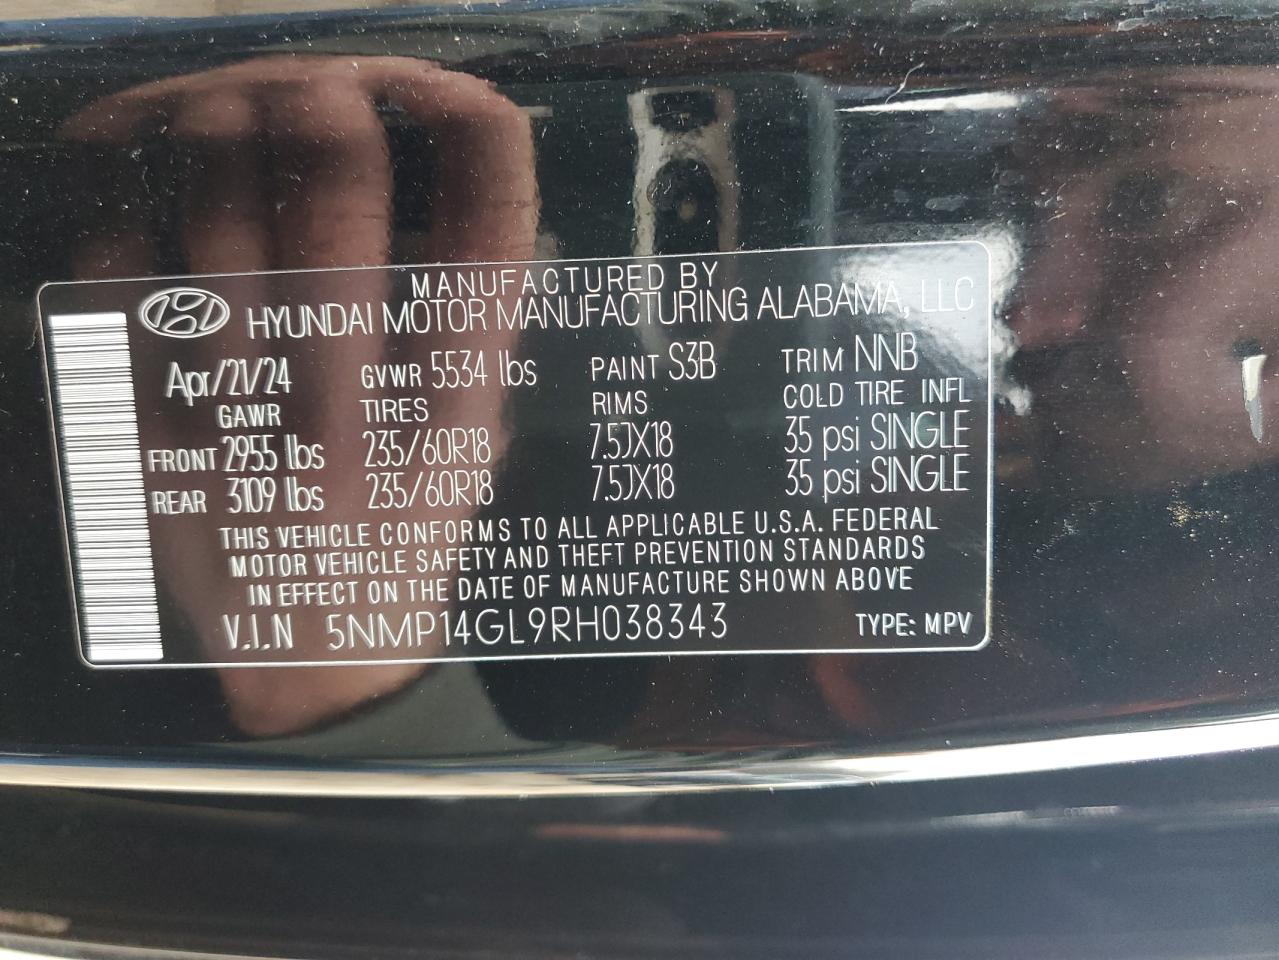 MANUFACTURED BY
HYUNDAI MOTOR MANUFACTURING ALABAMA, LLC
Apr/21/24 GVWR 5534 lbs PAINT S3B TRIM NNB
GAWR TIRES RIMS COLD TIRE INFL
FRONT 2955 lbs 235/60R18 7.5JX18 35 psi SINGLE
REAR 3109 lbs 235/60R18 7.5JX18 35 psi SINGLE
THIS VEHICLE CONFORMS TO ALL APPLICABLE U.S.A. FEDERAL
MOTOR VEHICLE SAFETY AND THEFT PREVENTION STANDARDS
IN EFFECT ON THE DATE OF MANUFACTURE SHOWN ABOVE
V.I.N 5NMP14GL9RH038343 TYPE: MPV